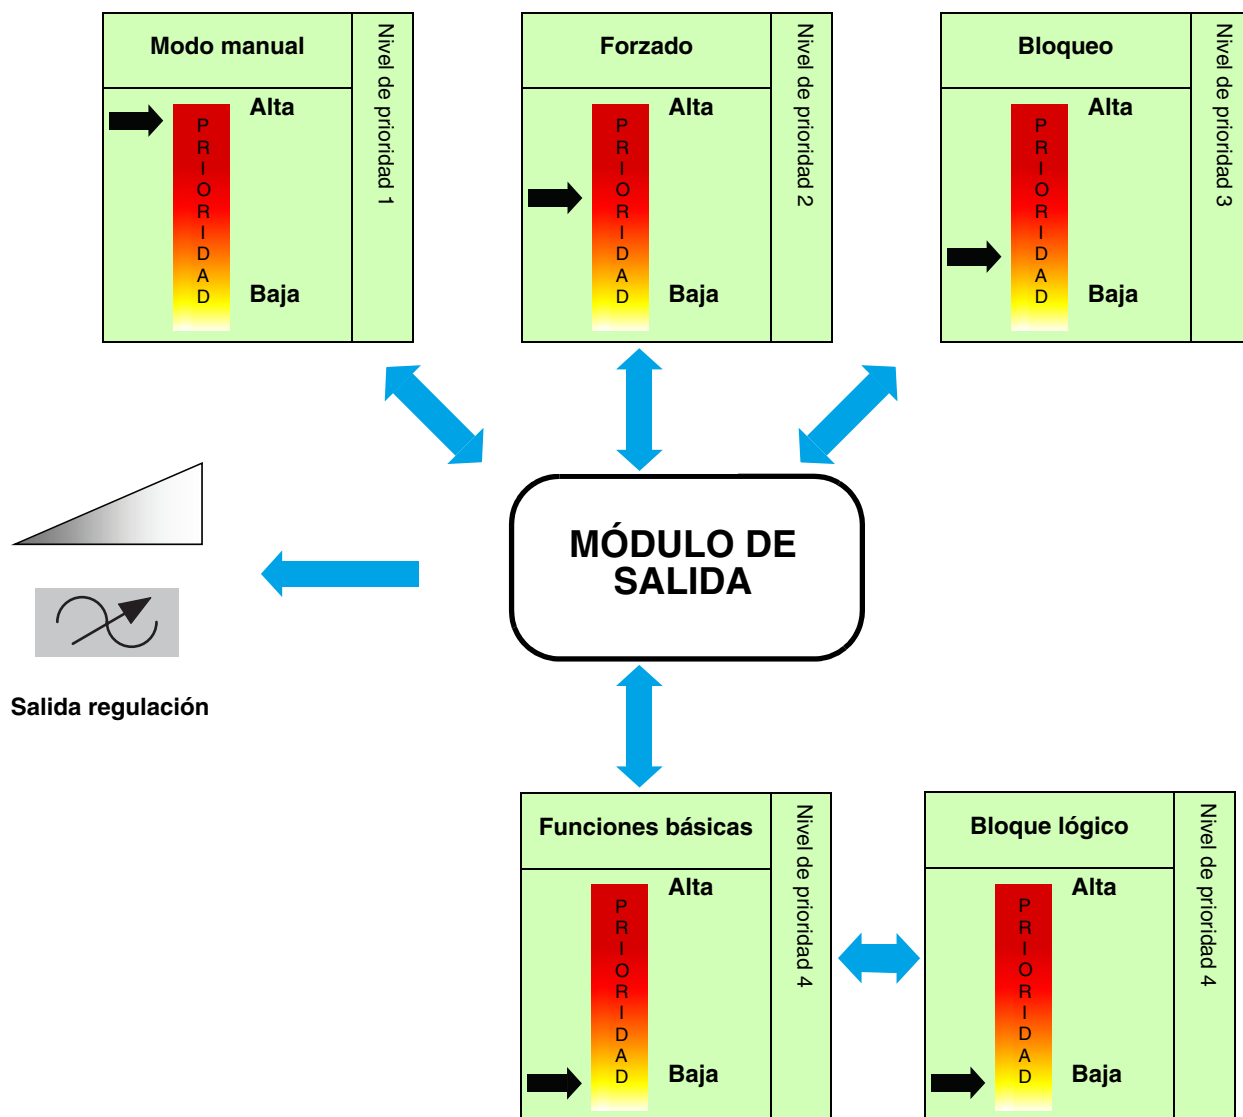 Modo manual
Nivel de prioridad 1
Alta
PRIORIDAD
Baja
Forzado
Nivel de prioridad 2
Alta
PRIORIDAD
Baja
Bloqueo
Nivel de prioridad 3
Alta
PRIORIDAD
Baja
MÓDULO DE
SALIDA
Salida regulación
Funciones básicas
Nivel de prioridad 4
Alta
PRIORIDAD
Baja
Bloque lógico
Nivel de prioridad 4
Alta
PRIORIDAD
Baja